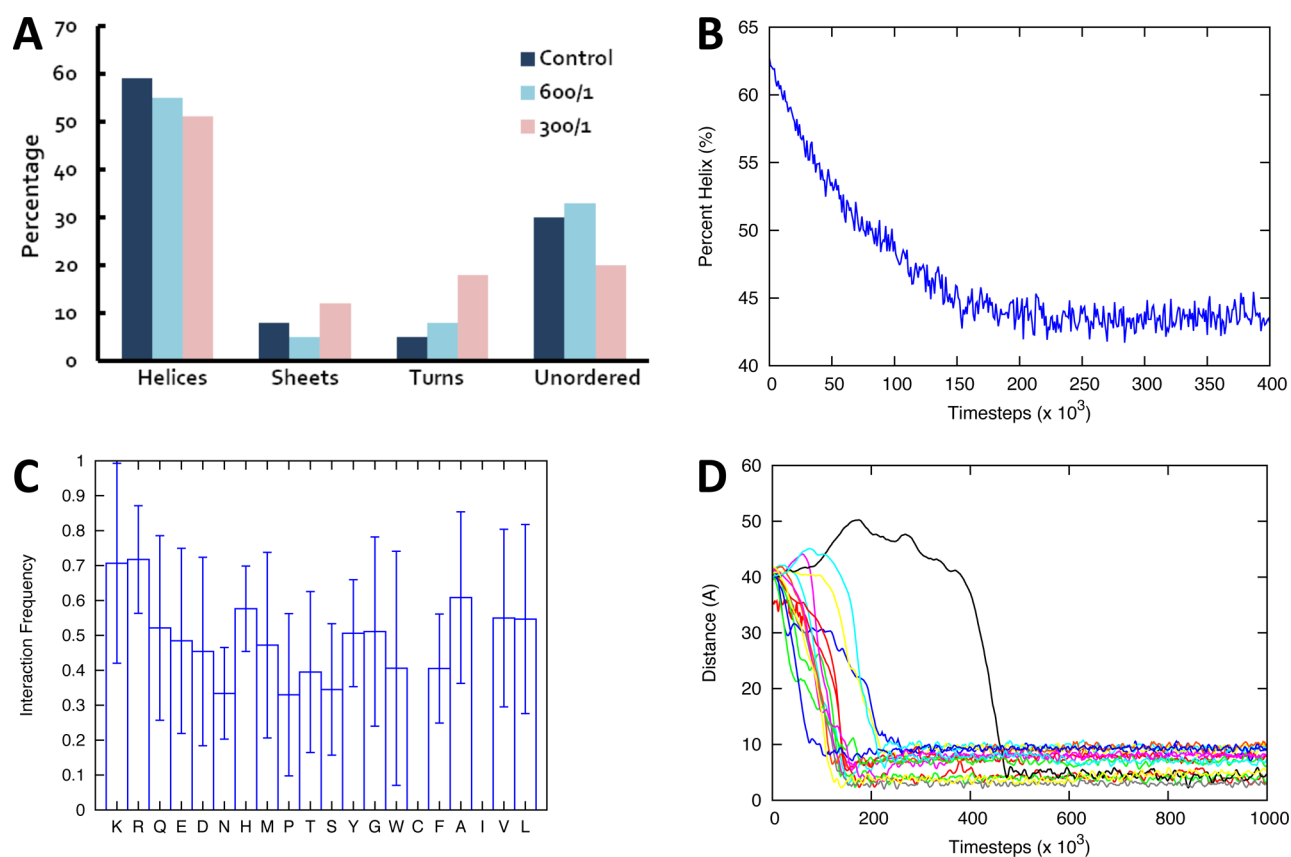 A
70
60
50
40
30
20
10
0
Percentage
Control
600/1
300/1
Helices Sheets Turns Unordered
B
65
60
55
50
45
40
Percent Helix (%)
0 50 100 150 200 250 300 350 400
Timesteps (x 10³)
C
1
0.9
0.8
0.7
0.6
0.5
0.4
0.3
0.2
0.1
0
Interaction Frequency
K R Q E D N H M P T S Y G W C F A I V L
D
60
50
40
30
20
10
0
Distance (A)
0 200 400 600 800 1000
Timesteps (x 10³)